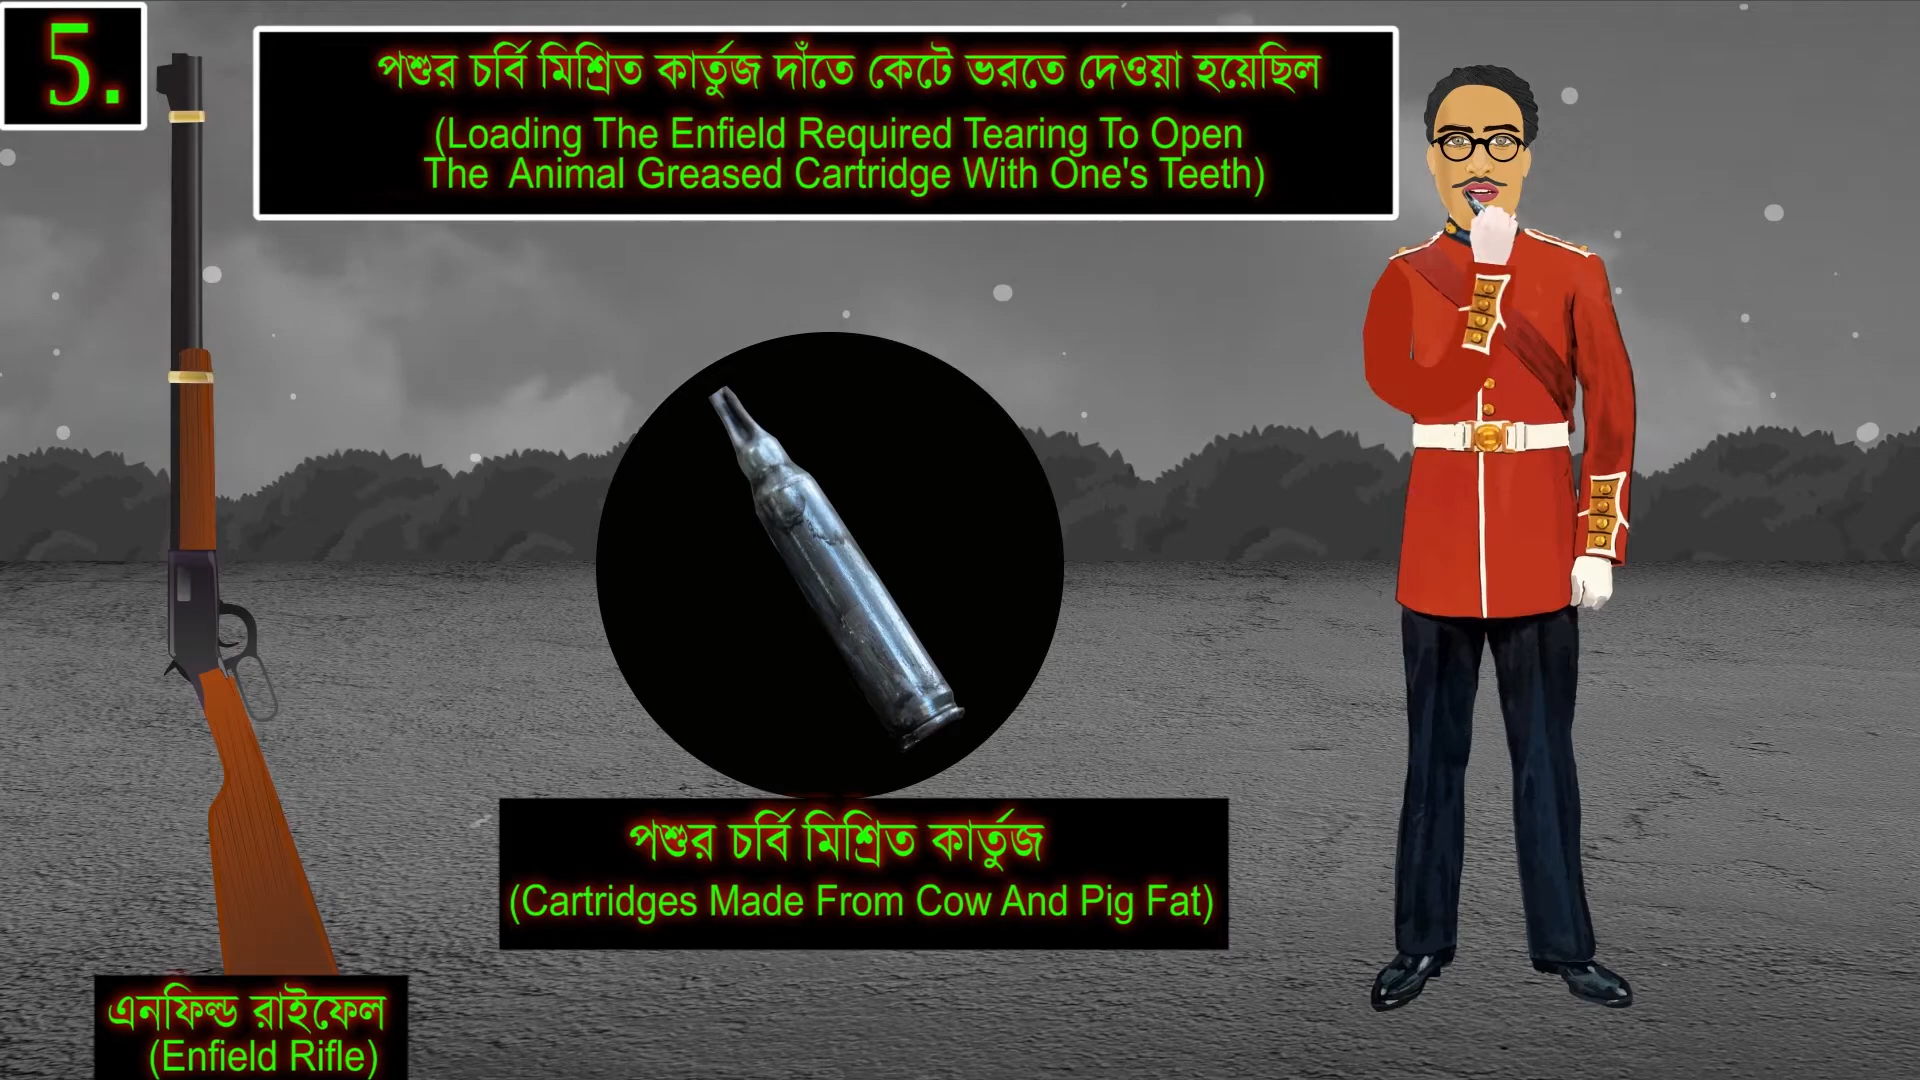 5.
পশুর চর্বি মিশ্রিত কার্তুজ দাঁতে কেটে ভরতে দেওয়া হয়েছিল
(Loading The Enfield Required Tearing To Open
The Animal Greased Cartridge With One's Teeth)
পশুর চর্বি মিশ্রিত কার্তুজ
(Cartridges Made From Cow And Pig Fat)
এনফিল্ড রাইফেল
(Enfield Rifle)